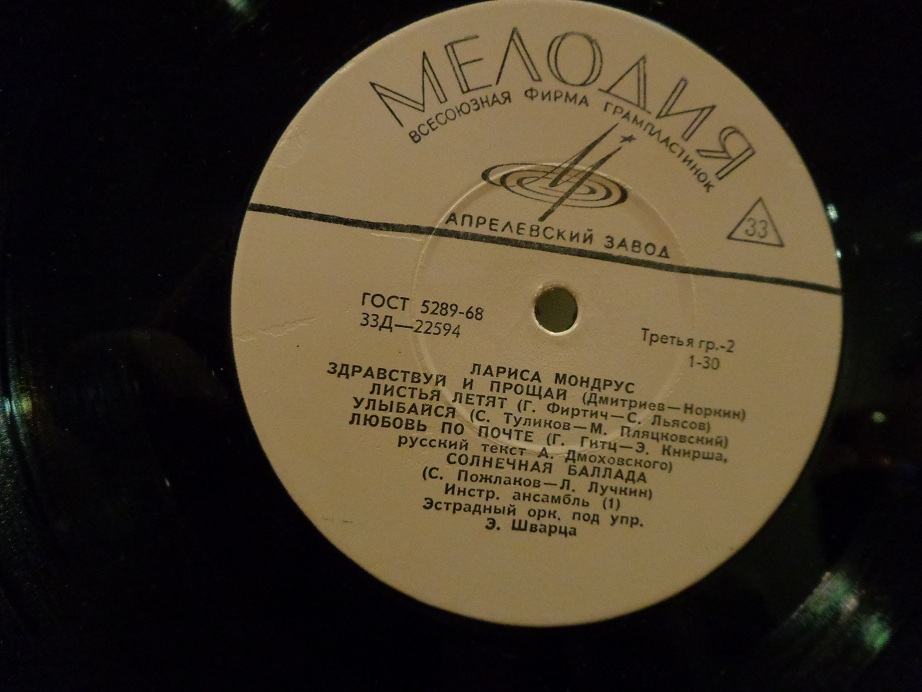 МЕЛОДИЯ
ВСЕСОЮЗНАЯ ФИРМА ГРАМПЛАСТИНОК
АПРЕЛЕВСКИЙ ЗАВОД
33
ГОСТ 5289-68
33Д—22594
Третья гр.-2
1-30
ЛАРИСА МОНДРУС
ЗДРАВСТВУЙ И ПРОЩАЙ (Дмитриев—Норкин)
ЛИСТЬЯ ЛЕТЯТ (Г. Фиртич—С. Льясов)
УЛЫБАЙСЯ (С. Туликов—М. Пляцковский)
ЛЮБОВЬ ПО ПОЧТЕ (Г. Гитц—Э. Книрша,
русский текст А. Дмоховского)
СОЛНЕЧНАЯ БАЛЛАДА
(С. Пожлаков—Л. Лучкин)
Инстр. ансамбль (1)
Эстрадный орк. под упр.
Э. Шварца